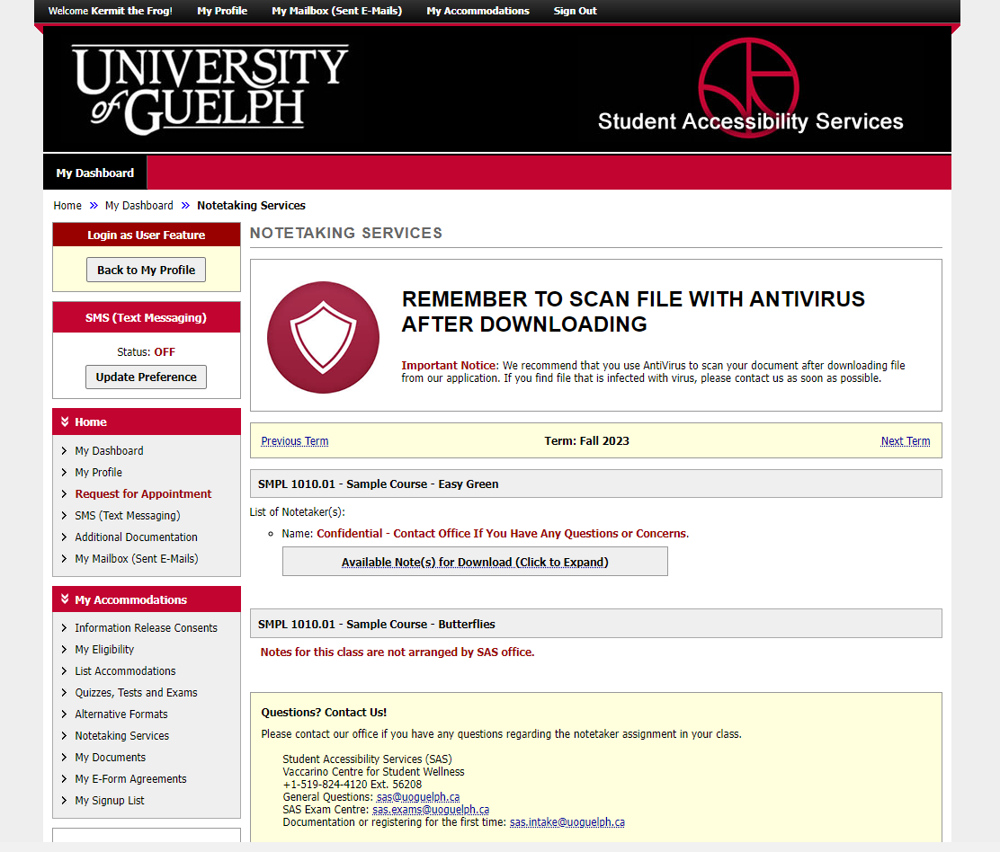 Welcome Kermit the Frog! My Profile My Mailbox (Sent E-Mails) My Accommodations Sign Out
UNIVERSITY
of GUELPH
Student Accessibility Services
My Dashboard
Home » My Dashboard » Notetaking Services
Login as User Feature
Back to My Profile
SMS (Text Messaging)
Status: OFF
Update Preference
Home
My Dashboard
My Profile
Request for Appointment
SMS (Text Messaging)
Additional Documentation
My Mailbox (Sent E-Mails)
My Accommodations
Information Release Consents
My Eligibility
List Accommodations
Quizzes, Tests and Exams
Alternative Formats
Notetaking Services
My Documents
My E-Form Agreements
My Signup List
NOTETAKING SERVICES
REMEMBER TO SCAN FILE WITH ANTIVIRUS
AFTER DOWNLOADING
Important Notice: We recommend that you use AntiVirus to scan your document after downloading file
from our application. If you find file that is infected with virus, please contact us as soon as possible.
Previous Term Term: Fall 2023 Next Term
SMPL 1010.01 - Sample Course - Easy Green
List of Notetaker(s):
Name: Confidential - Contact Office If You Have Any Questions or Concerns.
Available Note(s) for Download (Click to Expand)
SMPL 1010.01 - Sample Course - Butterflies
Notes for this class are not arranged by SAS office.
Questions? Contact Us!
Please contact our office if you have any questions regarding the notetaker assignment in your class.
Student Accessibility Services (SAS)
Vaccarino Centre for Student Wellness
+1-519-824-4120 Ext. 56208
General Questions: sas@uoguelph.ca
SAS Exam Centre: sas.exams@uoguelph.ca
Documentation or registering for the first time: sas.intake@uoguelph.ca